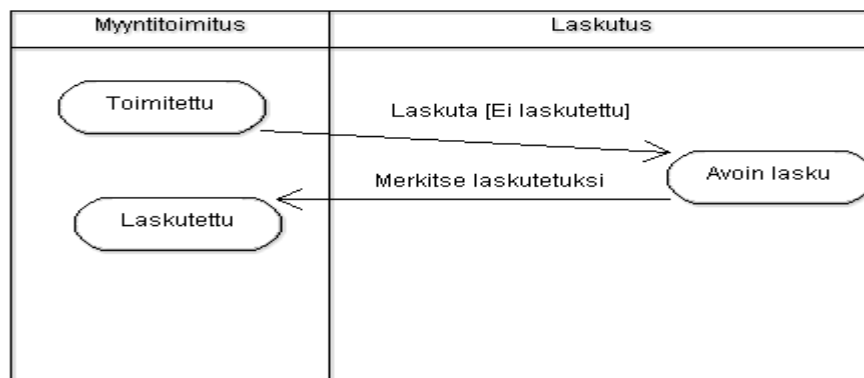 Myyntitoimitus
Laskutus
Toimitettu
Laskuta [Ei laskutettu]
Avoin lasku
Merkitse laskutetuksi
Laskutettu